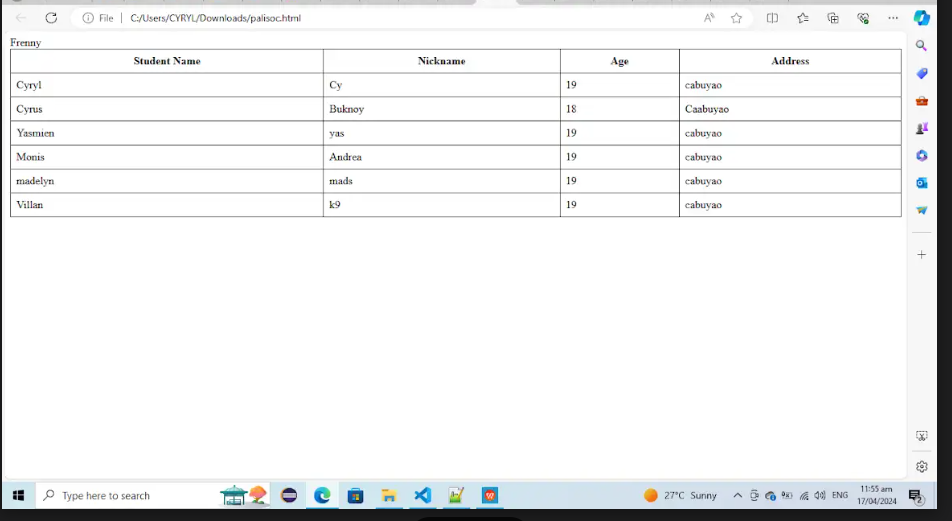 File | C:/Users/CYRYL/Downloads/palisoc.html
Frenny
Student Name Nickname Age Address
Cyryl Cy 19 cabuyao
Cyrus Buknoy 18 Caabuyao
Yasmien yas 19 cabuyao
Monis Andrea 19 cabuyao
madelyn mads 19 cabuyao
Villan k9 19 cabuyao
Type here to search 27°C Sunny ENG 11:55 am
17/04/2024 2